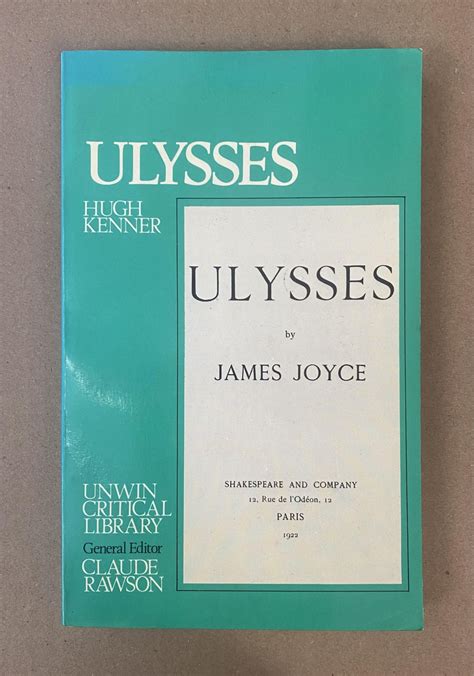 ULYSSES
HUGH
KENNER
ULYSSES
by
JAMES JOYCE
SHAKESPEARE AND COMPANY
12, Rue de l'Odéon, 12
PARIS
1922
UNWIN
CRITICAL
LIBRARY
General Editor
CLAUDE
RAWSON